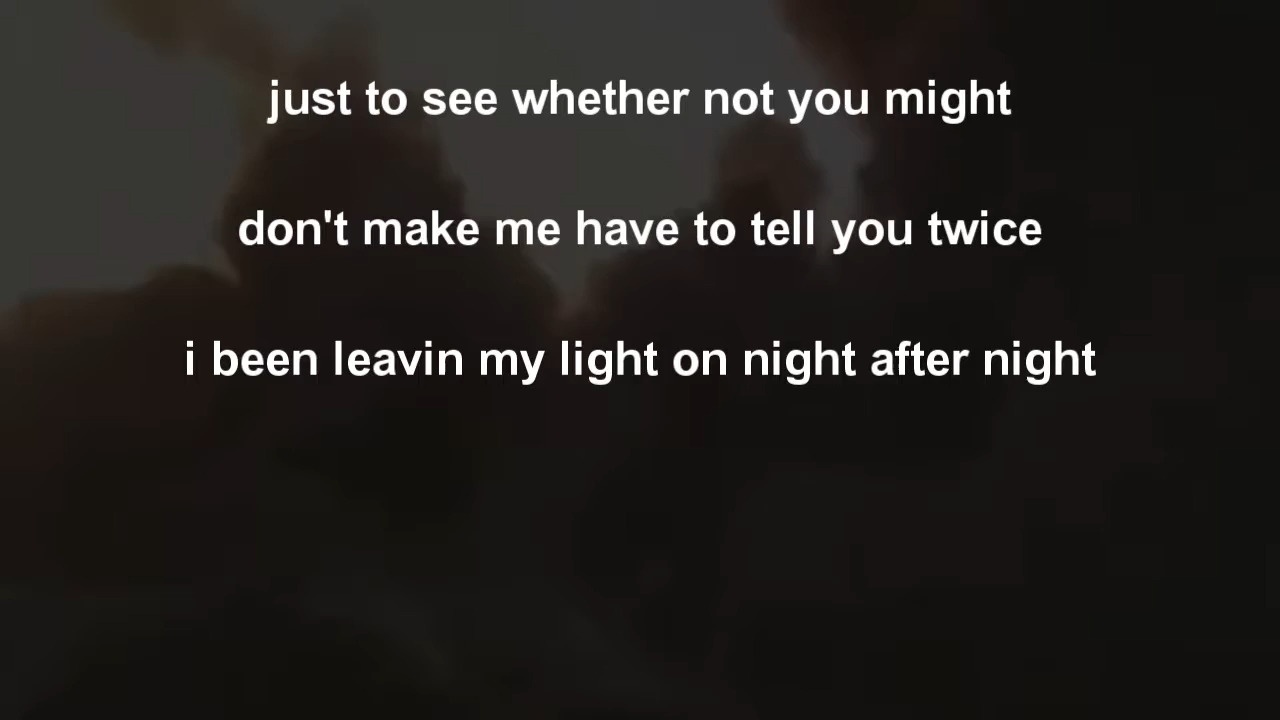 just to see whether not you might
don't make me have to tell you twice
i been leavin my light on night after night